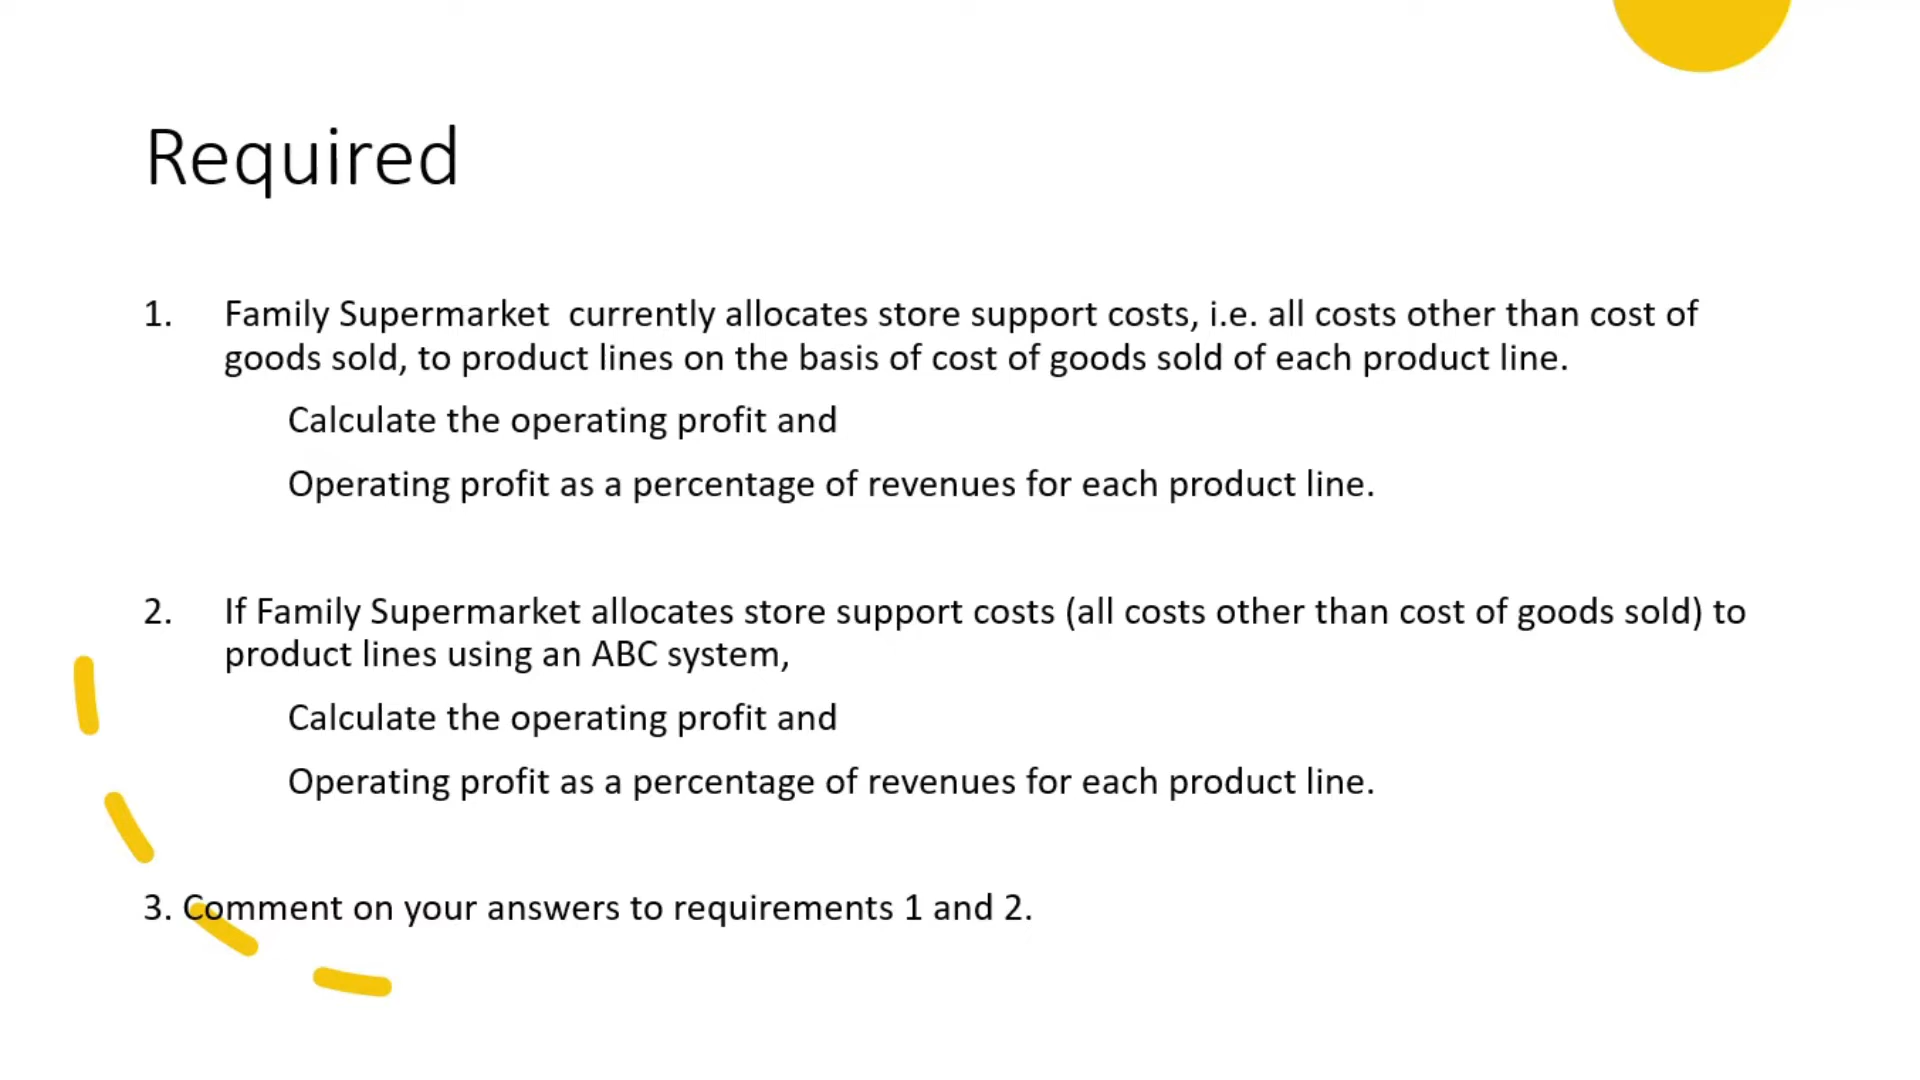 Required
1. Family Supermarket currently allocates store support costs, i.e. all costs other than cost of
goods sold, to product lines on the basis of cost of goods sold of each product line.
Calculate the operating profit and
Operating profit as a percentage of revenues for each product line.
2. If Family Supermarket allocates store support costs (all costs other than cost of goods sold) to
product lines using an ABC system,
Calculate the operating profit and
Operating profit as a percentage of revenues for each product line.
3. Comment on your answers to requirements 1 and 2.